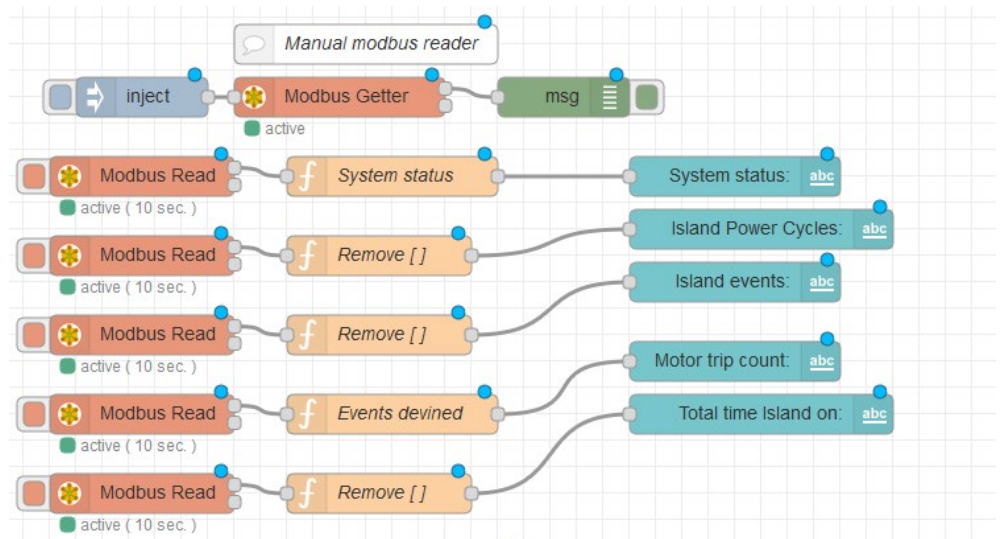 Manual modbus reader
inject
Modbus Getter
msg
active
Modbus Read
System status
System status:
abc
active ( 10 sec. )
Island Power Cycles:
abc
Modbus Read
Remove [ ]
active ( 10 sec. )
Island events:
abc
Modbus Read
Remove [ ]
active ( 10 sec. )
Motor trip count:
abc
Modbus Read
Events devined
Total time Island on:
abc
active ( 10 sec. )
Modbus Read
Remove [ ]
active ( 10 sec. )